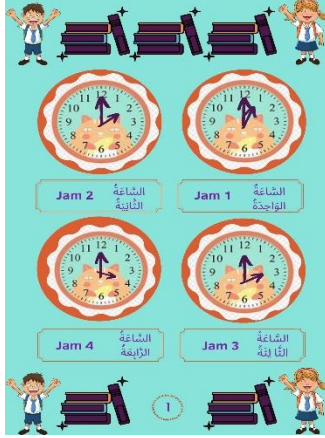 Jam 2
السَّاعَةُ
الثَّانِيَةُ
Jam 1
السَّاعَةُ
الوَاحِدَةُ
Jam 4
السَّاعَةُ
الرَّابِعَةُ
Jam 3
السَّاعَةُ
الثَّا لِثَةُ
1